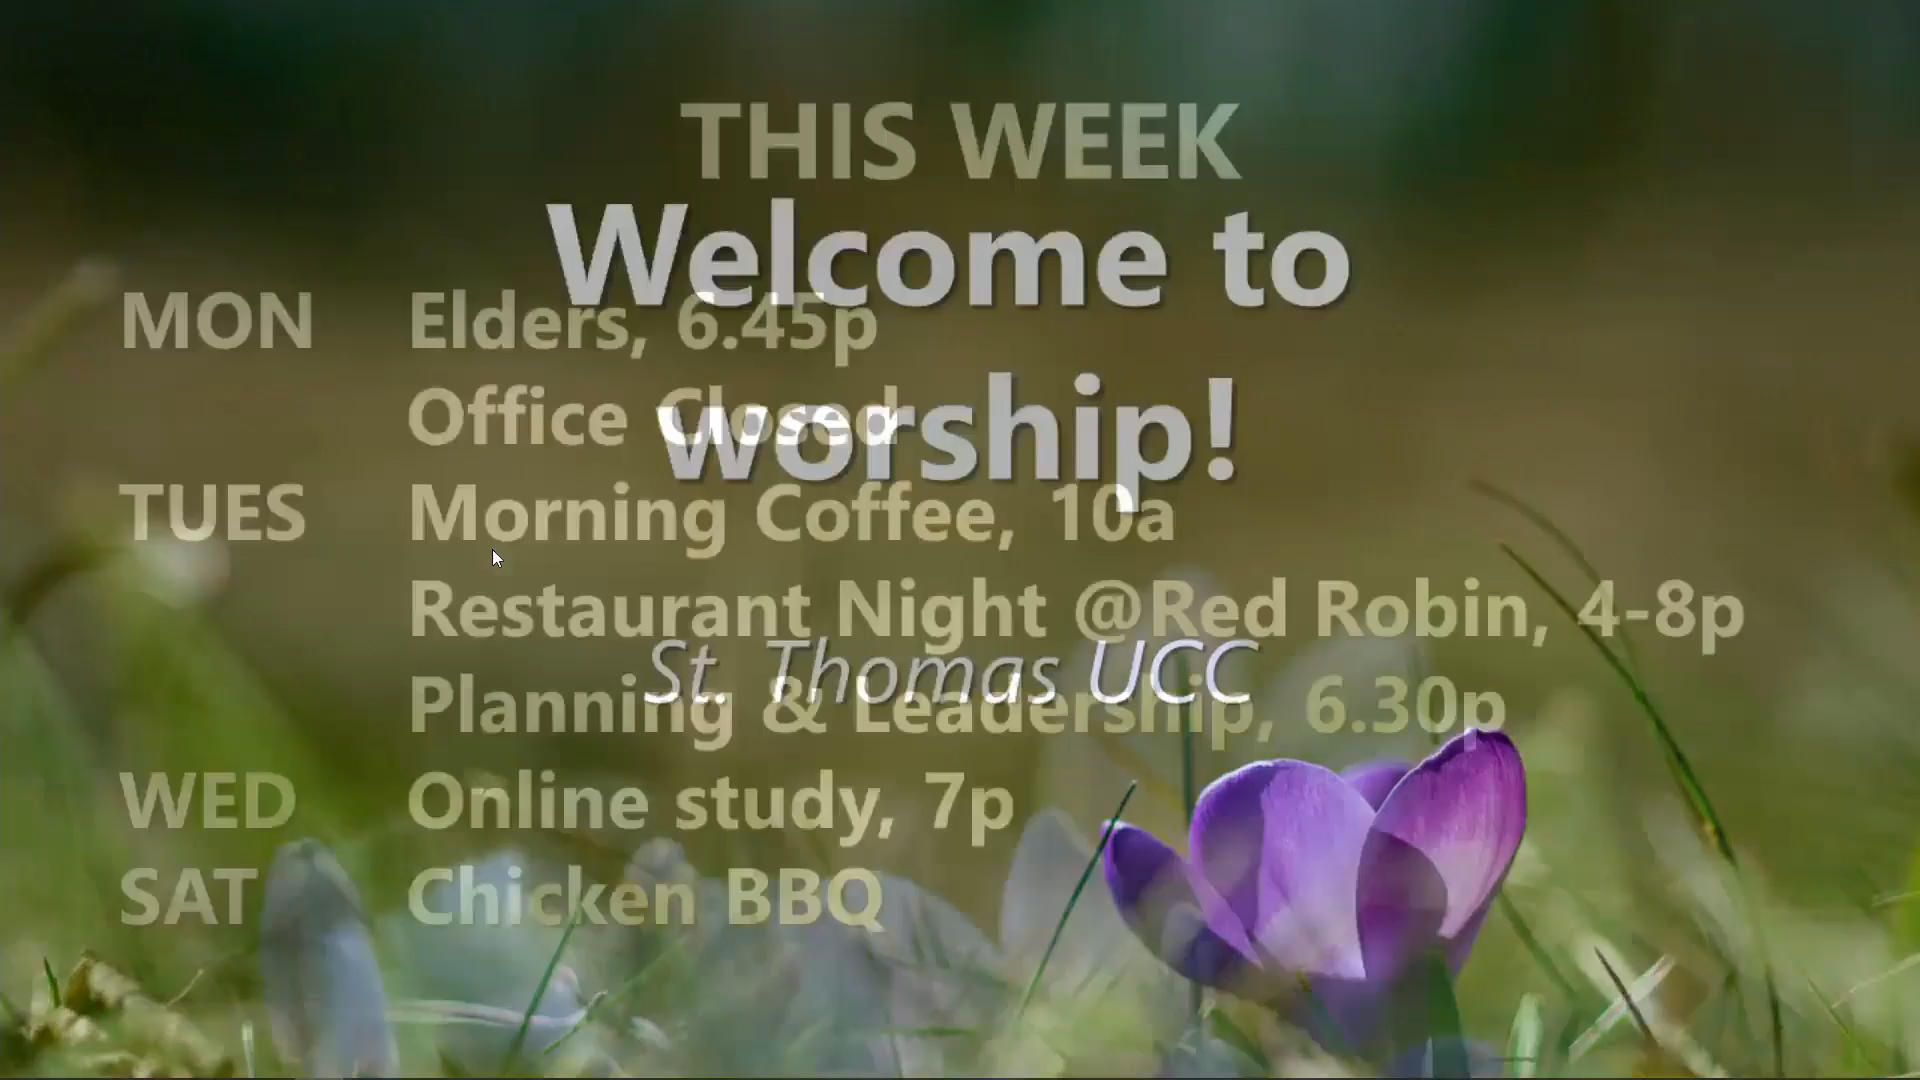 THIS WEEK
Welcome to
worship!
St. Thomas UCC
MON Elders, 6.45p
Office Closed
TUES Morning Coffee, 10a
Restaurant Night @Red Robin, 4-8p
Planning & Leadership, 6.30p
WED Online study, 7p
SAT Chicken BBQ